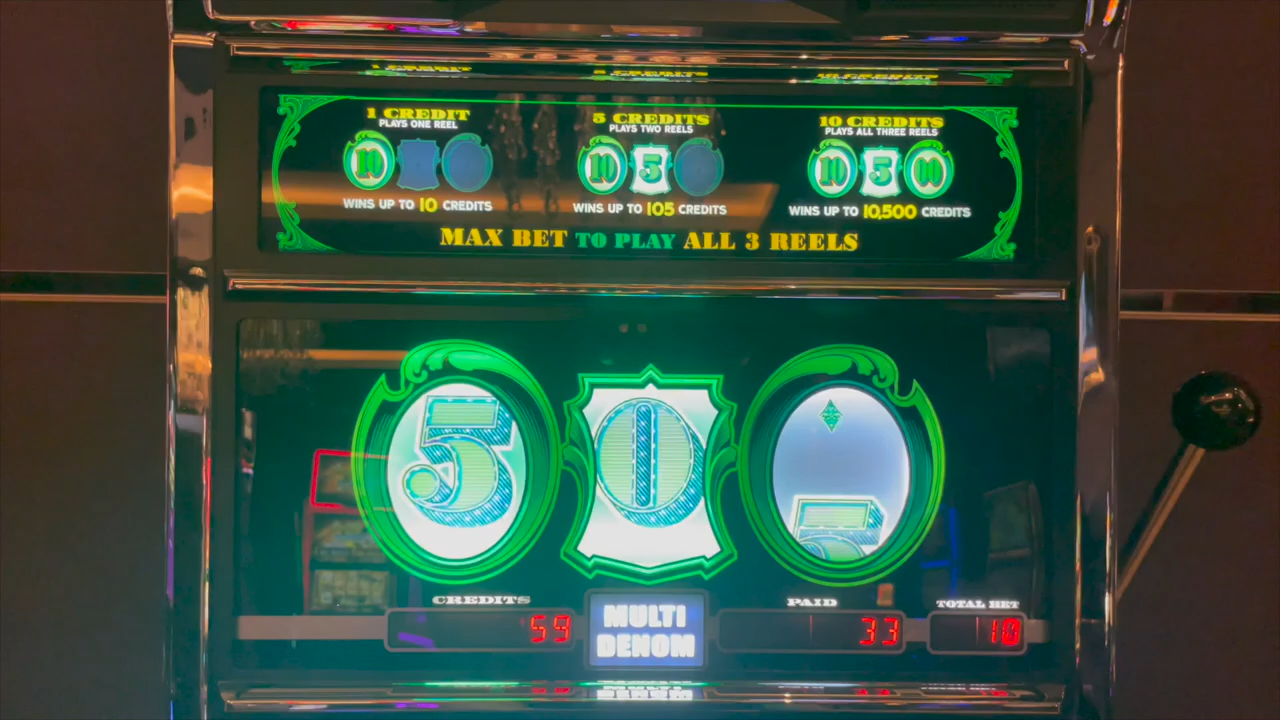 1 CREDIT
PLAYS ONE REEL
10
WINS UP TO 10 CREDITS
5 CREDITS
PLAYS TWO REELS
10 5
WINS UP TO 105 CREDITS
10 CREDITS
PLAYS ALL THREE REELS
10 5 00
WINS UP TO 10,500 CREDITS
MAX BET TO PLAY ALL 3 REELS
5 0
CREDITS
59
MULTI
DENOM
PAID
33
TOTAL BET
10